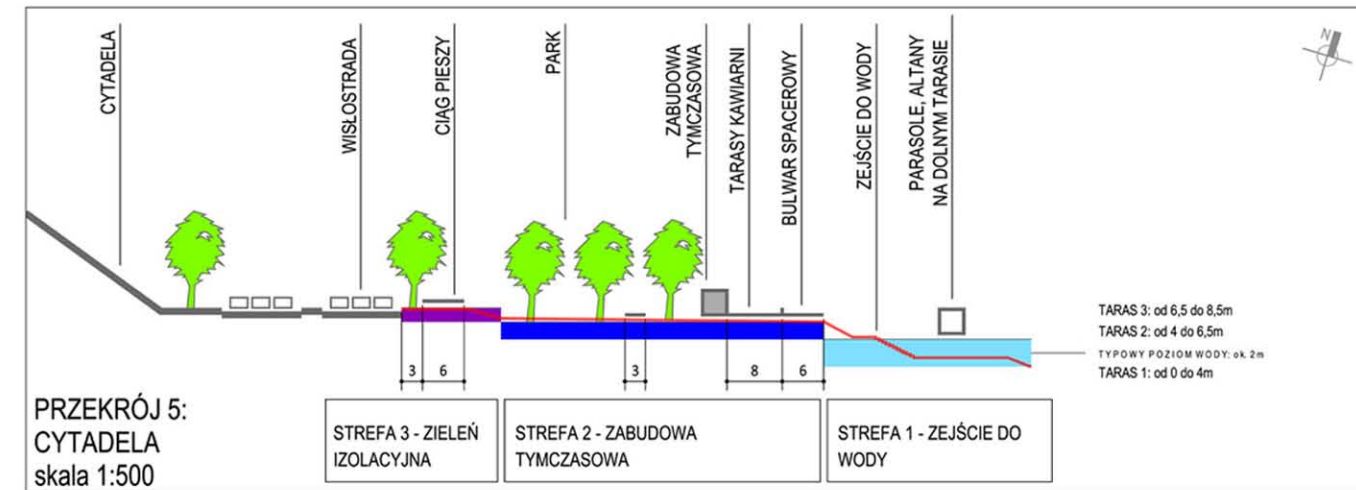 CYTADELA
WISŁOSTRADA
CIĄG PIESZY
PARK
ZABUDOWA
TYMCZASOWA
TARASY KAWIARNI
BULWAR SPACEROWY
ZEJŚCIE DO WODY
PARASOLE, ALTANY
NA DOLNYM TARASIE
N
TARAS 3: od 6,5 do 8,5m
TARAS 2: od 4 do 6,5m
TYPOWY POZIOM WODY: ok. 2m
TARAS 1: od 0 do 4m
3 6 3 8 6
PRZEKRÓJ 5:
CYTADELA
skala 1:500
STREFA 3 - ZIELEŃ
IZOLACYJNA
STREFA 2 - ZABUDOWA
TYMCZASOWA
STREFA 1 - ZEJŚCIE DO
WODY